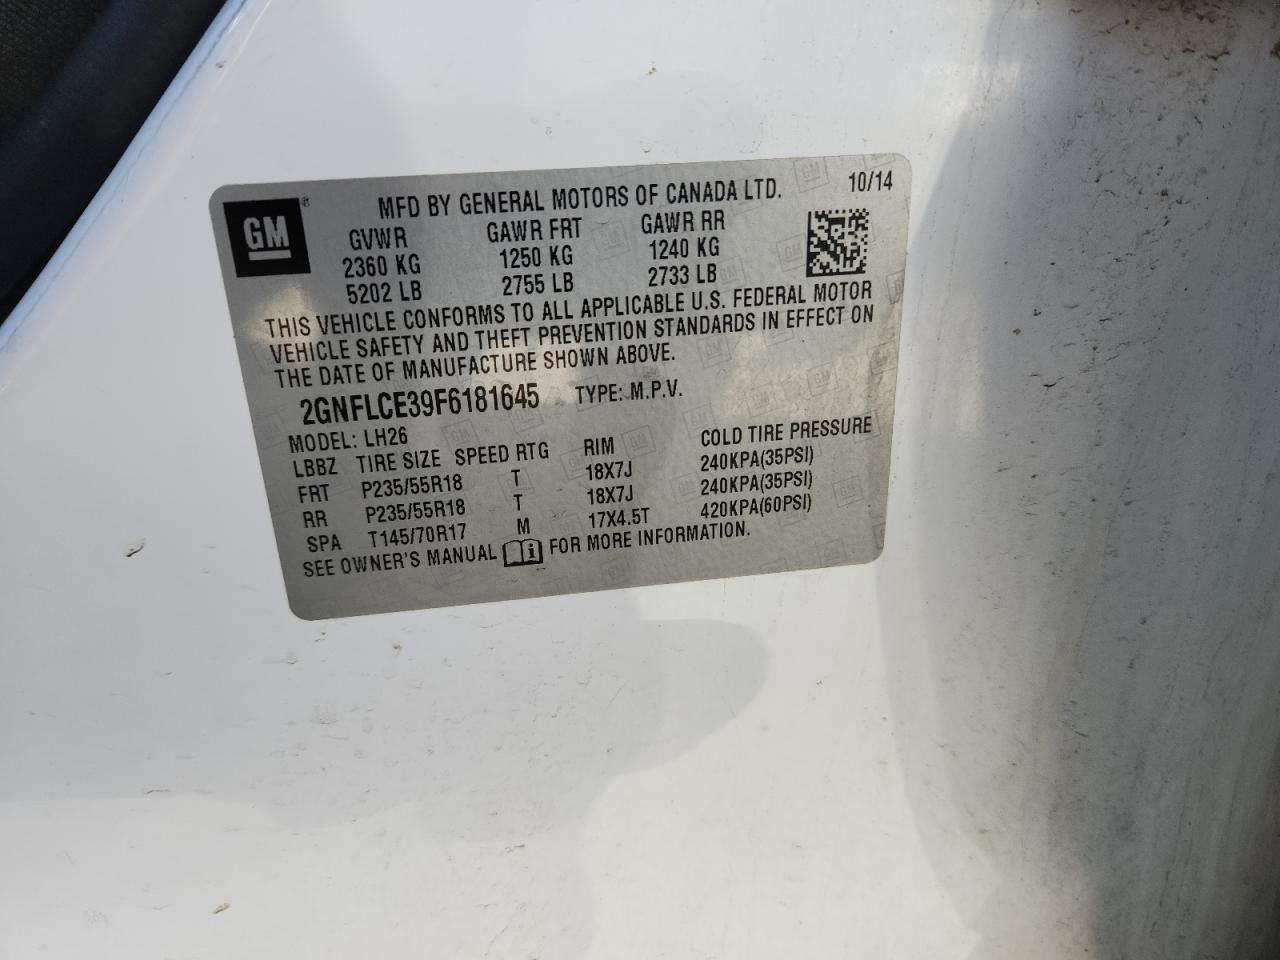 GM ® MFD BY GENERAL MOTORS OF CANADA LTD. 10/14
GVWR GAWR FRT GAWR RR
2360 KG 1250 KG 1240 KG
5202 LB 2755 LB 2733 LB
THIS VEHICLE CONFORMS TO ALL APPLICABLE U.S. FEDERAL MOTOR
VEHICLE SAFETY AND THEFT PREVENTION STANDARDS IN EFFECT ON
THE DATE OF MANUFACTURE SHOWN ABOVE.
2GNFLCE39F6181645 TYPE: M.P.V.
MODEL: LH26
LBBZ TIRE SIZE SPEED RTG RIM COLD TIRE PRESSURE
FRT P235/55R18 T 18X7J 240KPA(35PSI)
RR P235/55R18 T 18X7J 240KPA(35PSI)
SPA T145/70R17 M 17X4.5T 420KPA(60PSI)
SEE OWNER'S MANUAL FOR MORE INFORMATION.